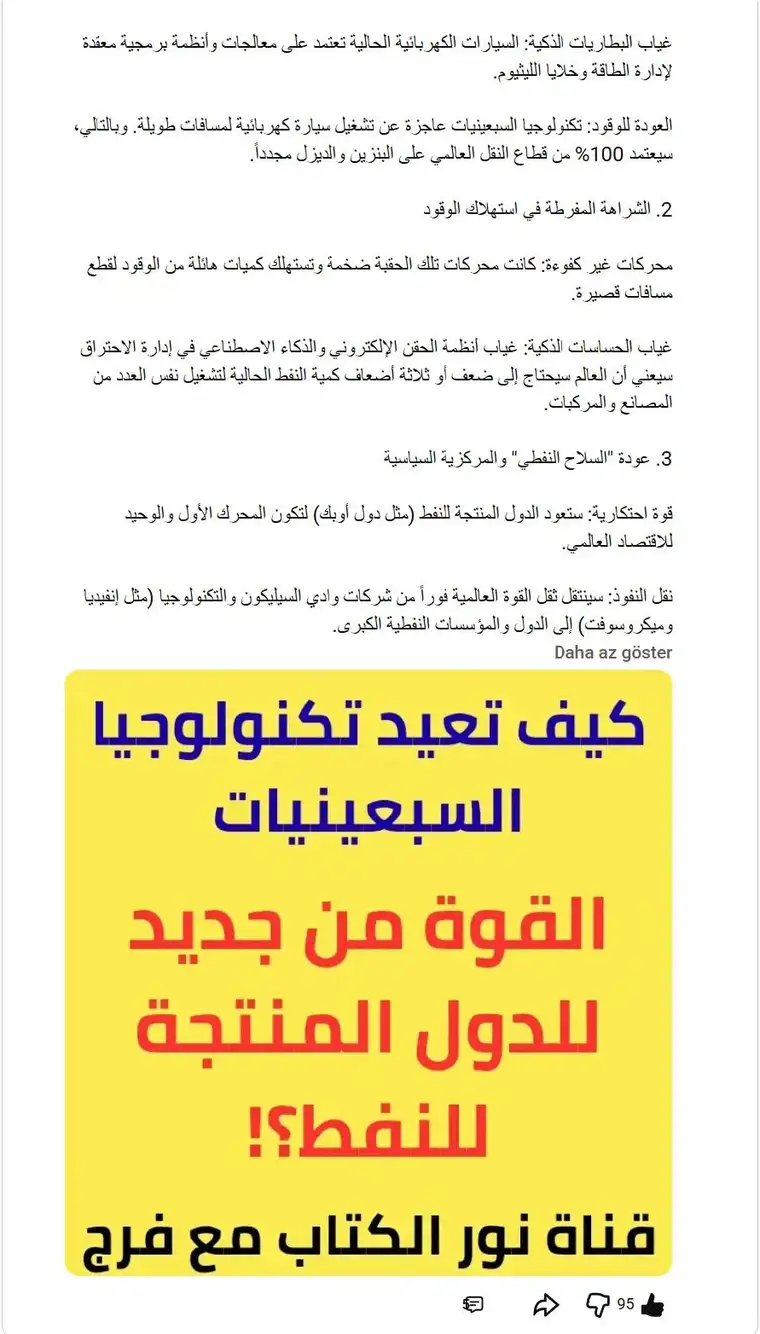 غياب البطاريات الذكية: السيارات الكهربائية الحالية تعتمد على معالجات وأنظمة برمجية معقدة
لإدارة الطاقة وخلايا الليثيوم.
العودة للوقود: تكنولوجيا السبعينيات عاجزة عن تشغيل سيارة كهربائية لمسافات طويلة. وبالتالي،
سيعتمد 100% من قطاع النقل العالمي على البنزين والديزل مجدداً.
2. الشراهة المفرطة في استهلاك الوقود
محركات غير كفوءة: كانت محركات تلك الحقبة ضخمة وتستهلك كميات هائلة من الوقود لقطع
مسافات قصيرة.
غياب الحساسات الذكية: غياب أنظمة الحقن الإلكتروني والذكاء الاصطناعي في إدارة الاحتراق
سيعني أن العالم سيحتاج إلى ضعف أو ثلاثة أضعاف كمية النفط الحالية لتشغيل نفس العدد من
المصانع والمركبات.
3. عودة "السلاح النفطي" والمركزية السياسية
قوة احتكارية: ستعود الدول المنتجة للنفط (مثل دول أوبك) لتكون المحرك الأول والوحيد
للاقتصاد العالمي.
نقل النفوذ: سينتقل ثقل القوة العالمية فوراً من شركات وادي السيليكون والتكنولوجيا (مثل إنفيديا
وميكروسوفت) إلى الدول والمؤسسات النفطية الكبرى.
Daha az göster
كيف تعيد تكنولوجيا
السبعينيات
القوة من جديد
للدول المنتجة
للنفط؟!
قناة نور الكتاب مع فرج
95